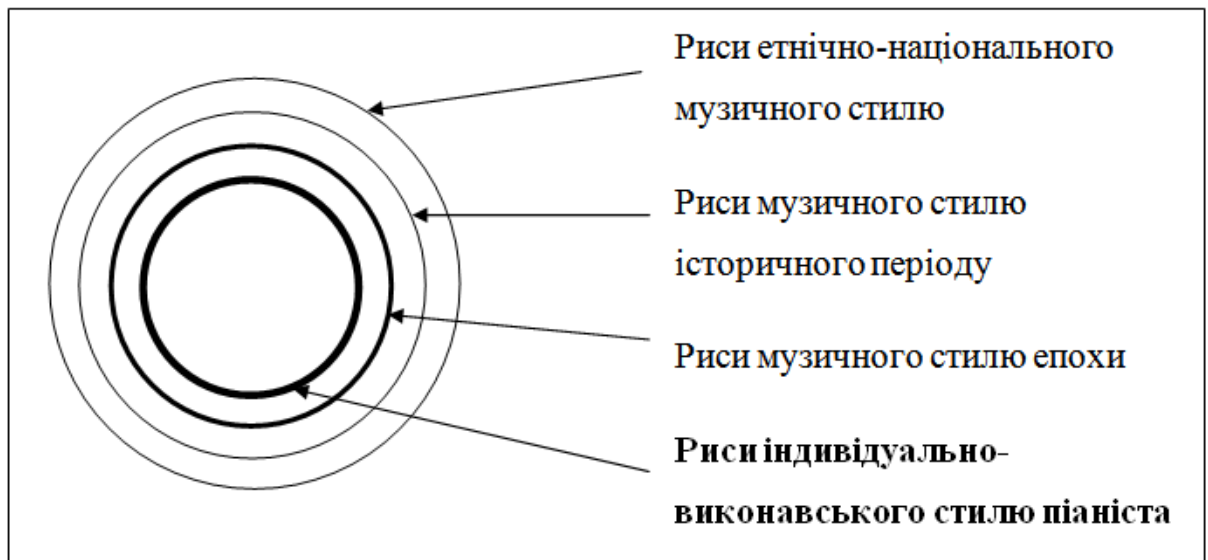 Риси етнічно-національного
музичного стилю
Риси музичного стилю
історичного періоду
Риси музичного стилю епохи
Риси індивідуально-
виконавського стилю піаніста